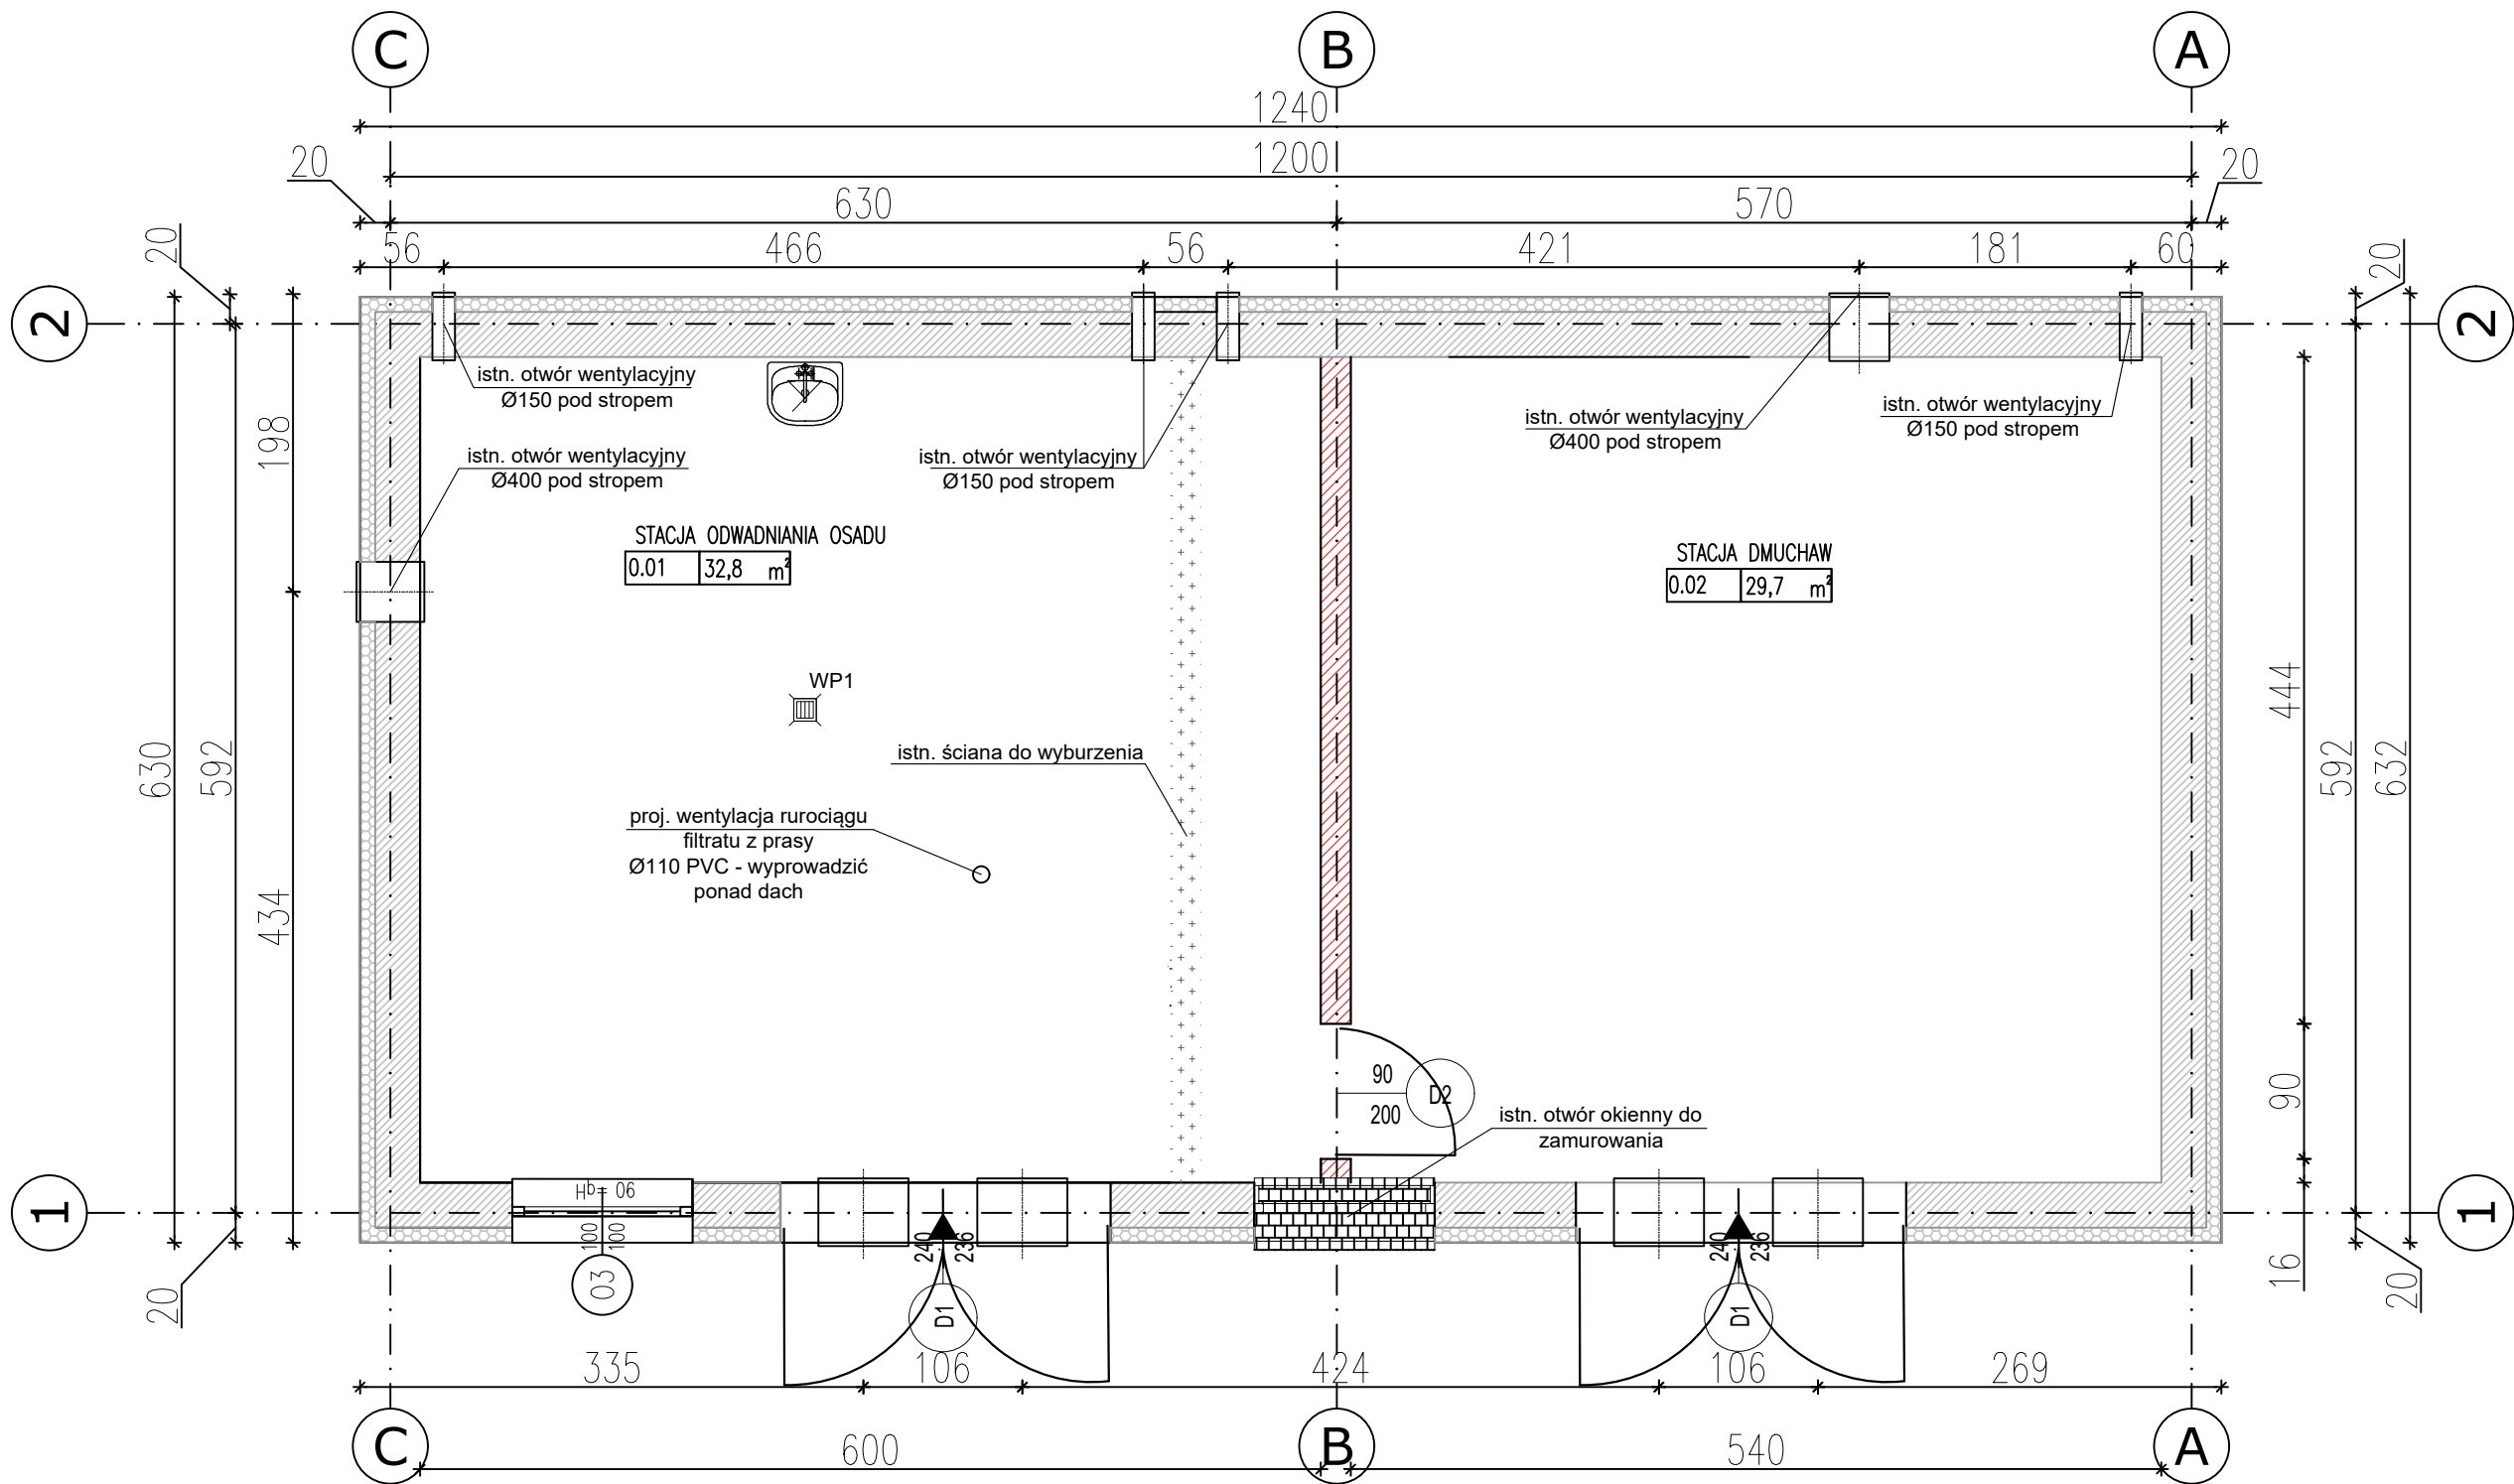 C
B
A
1240
1200
20
20
630
570
56
466
56
421
181
60
20
20
2
2
istn. otwór wentylacyjny
Ø150 pod stropem
istn. otwór wentylacyjny
Ø400 pod stropem
istn. otwór wentylacyjny
Ø150 pod stropem
istn. otwór wentylacyjny
Ø400 pod stropem
istn. otwór wentylacyjny
Ø150 pod stropem
198
STACJA ODWADNIANIA OSADU
0.01 32,8 m²
STACJA DMUCHAW
0.02 29,7 m²
WP1
444
630
592
592
632
istn. ściana do wyburzenia
proj. wentylacja rurociągu
filtratu z prasy
Ø110 PVC - wyprowadzić
ponad dach
434
90
200
D2
90
istn. otwór okienny do
zamurowania
Hp= 90
1
1
100
100
03
240
236
D1
240
236
D1
16
20
20
335
106
424
106
269
C
B
A
600
540